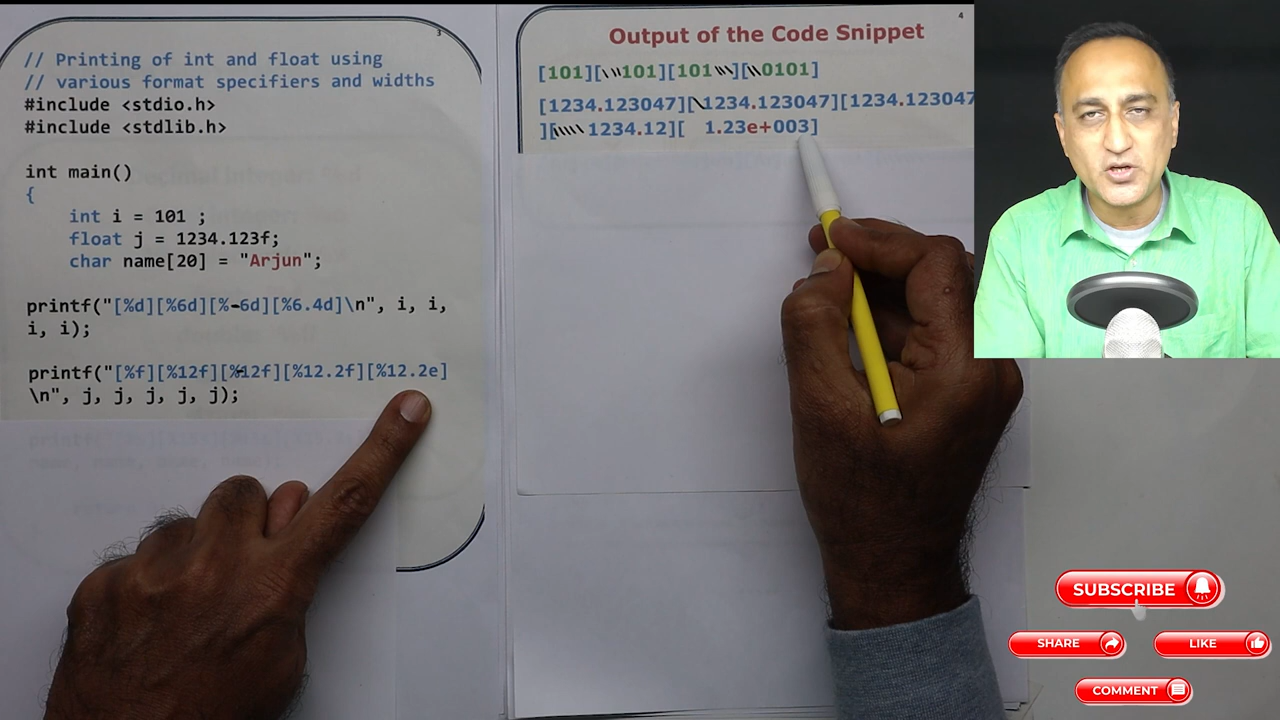 3
// Printing of int and float using
// various format specifiers and widths
#include <stdio.h>
#include <stdlib.h>
int main()
{
int i = 101 ;
float j = 1234.123f;
char name[20] = "Arjun";
printf("[%d][%6d][%-6d][%6.4d]\n", i, i,
i, i);
printf("[%f][%12f][%-12f][%12.2f][%12.2e]
\n", j, j, j, j, j);
4
Output of the Code Snippet
[101][\\\101][101\\\][\\0101]
[1234.123047][\1234.123047][1234.123047
][\\\\\1234.12][ 1.23e+003]
SUBSCRIBE
SHARE
LIKE
COMMENT